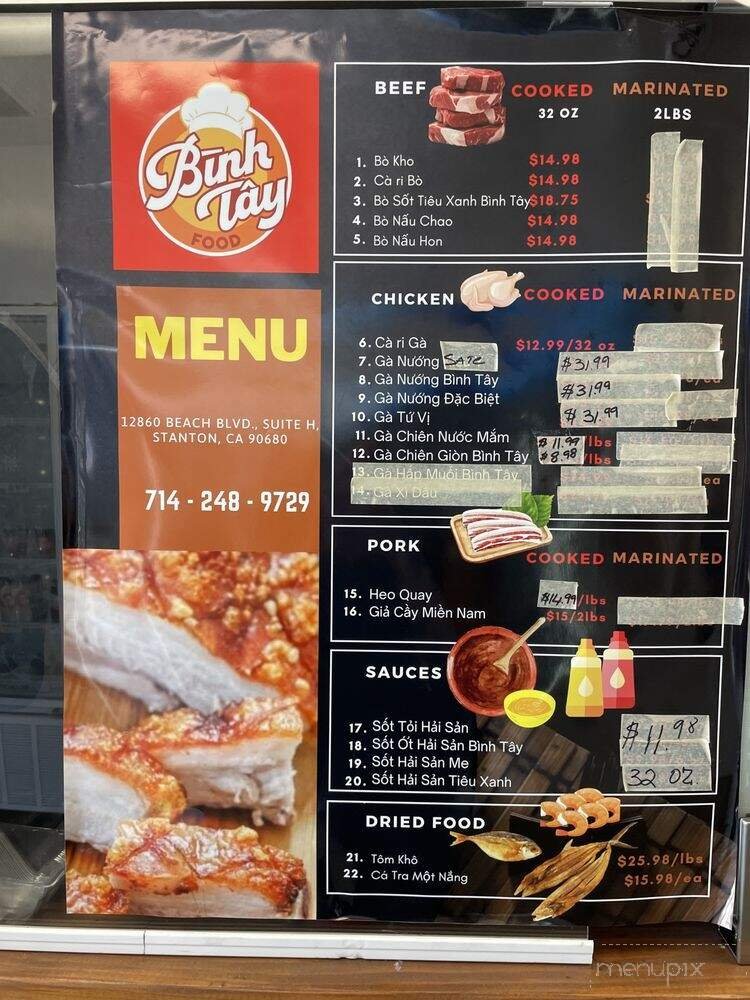 Bình
Tây
FOOD
MENU
12860 BEACH BLVD., SUITE H,
STANTON, CA 90680
714 - 248 - 9729
BEEF COOKED MARINATED
32 OZ 2LBS
1. Bò Kho $14.98
2. Cà ri Bò $14.98
3. Bò Sốt Tiêu Xanh Bình Tây $18.75
4. Bò Nấu Chao $14.98
5. Bò Nấu Hon $14.98
CHICKEN COOKED MARINATED
6. Cà ri Gà $12.99/32 oz
7. Gà Nướng SATE $31.99
8. Gà Nướng Bình Tây
9. Gà Nướng Đặc Biệt $31.99
10. Gà Tứ Vị $31.99
11. Gà Chiên Nước Mắm $11.99 lbs
12. Gà Chiên Giòn Bình Tây $8.98 /lbs
13. Gà Hấp Muối Bình Tây ea
14. Gà Xì Dầu
PORK COOKED MARINATED
15. Heo Quay $14.99/lbs
16. Giả Cầy Miền Nam $15/2lbs
SAUCES
17. Sốt Tỏi Hải Sản
18. Sốt Ớt Hải Sản Bình Tây
19. Sốt Hải Sản Me
20. Sốt Hải Sản Tiêu Xanh
$11.98
32 OZ.
DRIED FOOD
21. Tôm Khô $25.98/lbs
22. Cá Tra Một Nắng $15.98/ea
menupix